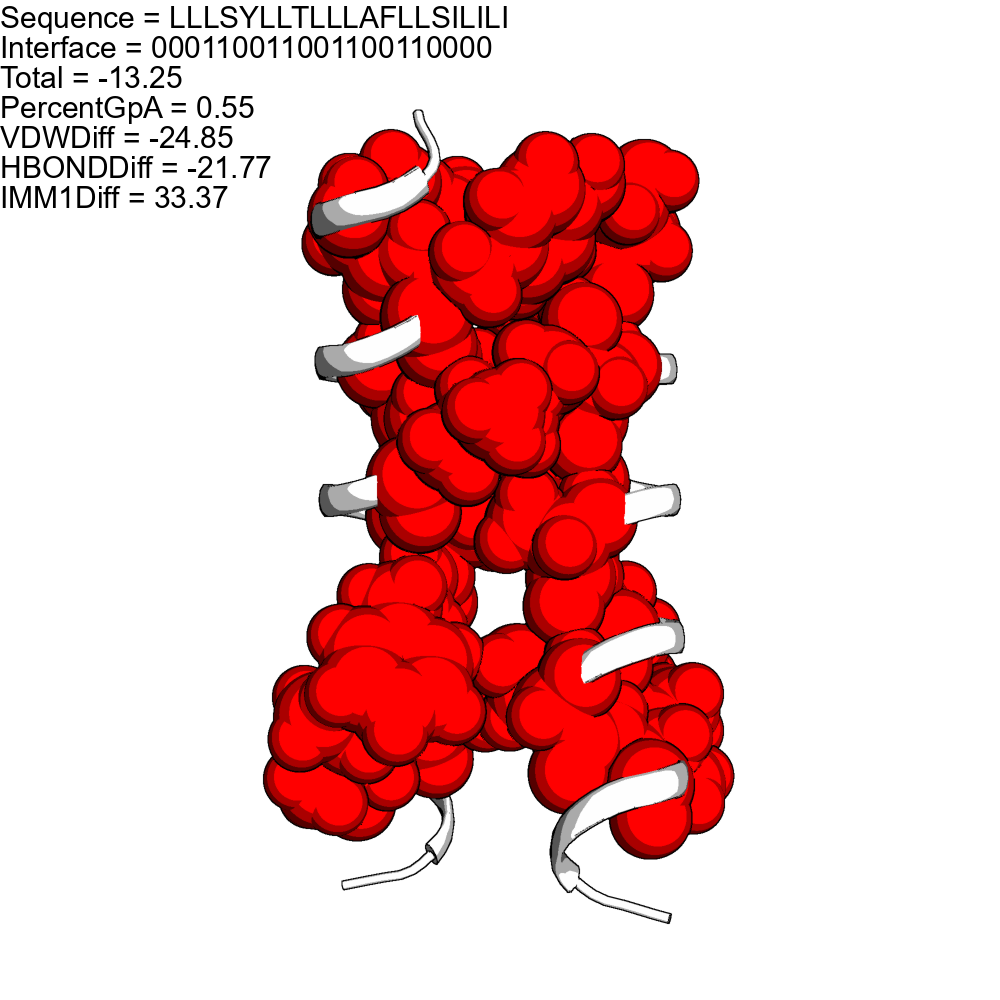 Sequence = LLLSYLLTLLLAFLLSILILI
Interface = 000110011001100110000
Total = -13.25
PercentGpA = 0.55
VDWDiff = -24.85
HBONDDiff = -21.77
IMM1Diff = 33.37